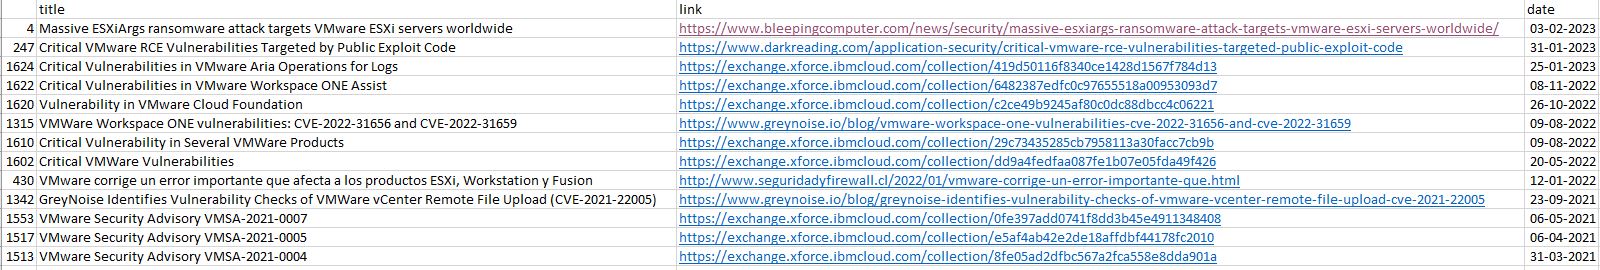 title link date
4 Massive ESXiArgs ransomware attack targets VMware ESXi servers worldwide https://www.bleepingcomputer.com/news/security/massive-esxiargs-ransomware-attack-targets-vmware-esxi-servers-worldwide/ 03-02-2023
247 Critical VMware RCE Vulnerabilities Targeted by Public Exploit Code https://www.darkreading.com/application-security/critical-vmware-rce-vulnerabilities-targeted-public-exploit-code 31-01-2023
1624 Critical Vulnerabilities in VMware Aria Operations for Logs https://exchange.xforce.ibmcloud.com/collection/419d50116f8340ce1428d1567f784d13 25-01-2023
1622 Critical Vulnerabilities in VMware Workspace ONE Assist https://exchange.xforce.ibmcloud.com/collection/6482387edfc0c97655518a00953093d7 08-11-2022
1620 Vulnerability in VMware Cloud Foundation https://exchange.xforce.ibmcloud.com/collection/c2ce49b9245af80c0dc88dbcc4c06221 26-10-2022
1315 VMWare Workspace ONE vulnerabilities: CVE-2022-31656 and CVE-2022-31659 https://www.greynoise.io/blog/vmware-workspace-one-vulnerabilities-cve-2022-31656-and-cve-2022-31659 09-08-2022
1610 Critical Vulnerability in Several VMWare Products https://exchange.xforce.ibmcloud.com/collection/29c73435285cb7958113a30facc7cb9b 09-08-2022
1602 Critical VMWare Vulnerabilities https://exchange.xforce.ibmcloud.com/collection/dd9a4fedfaa087fe1b07e05fda49f426 20-05-2022
430 VMware corrige un error importante que afecta a los productos ESXi, Workstation y Fusion http://www.seguridadyfirewall.cl/2022/01/vmware-corrige-un-error-importante-que.html 12-01-2022
1342 GreyNoise Identifies Vulnerability Checks of VMWare vCenter Remote File Upload (CVE-2021-22005) https://www.greynoise.io/blog/greynoise-identifies-vulnerability-checks-of-vmware-vcenter-remote-file-upload-cve-2021-22005 23-09-2021
1553 VMware Security Advisory VMSA-2021-0007 https://exchange.xforce.ibmcloud.com/collection/0fe397add0741f8dd3b45e4911348408 06-05-2021
1517 VMware Security Advisory VMSA-2021-0005 https://exchange.xforce.ibmcloud.com/collection/e5af4ab42e2de18affdbf44178fc2010 06-04-2021
1513 VMware Security Advisory VMSA-2021-0004 https://exchange.xforce.ibmcloud.com/collection/8fe05ad2dfbc567a2fca558e8dda901a 31-03-2021